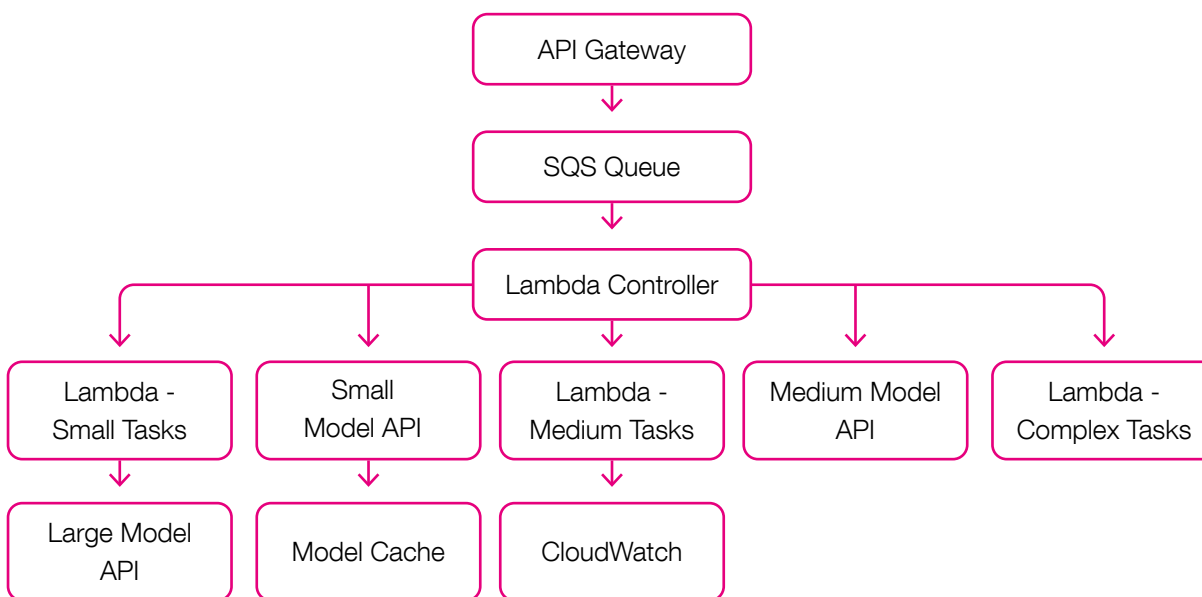 API Gateway
SQS Queue
Lambda Controller
Lambda -
Small Tasks
Small
Model API
Lambda -
Medium Tasks
Medium Model
API
Lambda -
Complex Tasks
Large Model
API
Model Cache
CloudWatch